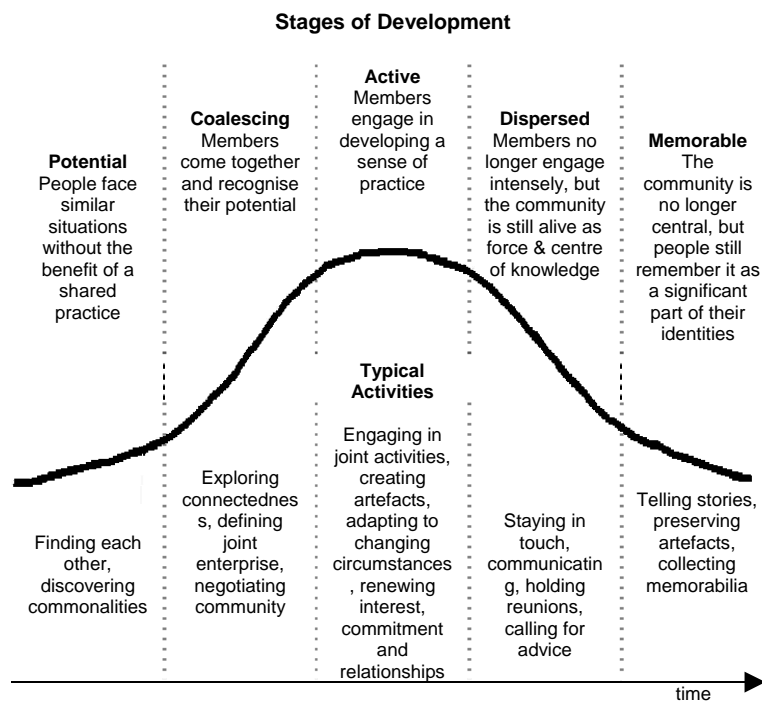 Stages of Development
Potential
People face
similar
situations
without the
benefit of a
shared
practice
Coalescing
Members
come together
and recognise
their potential
Active
Members
engage in
developing a
sense of
practice
Dispersed
Members no
longer engage
intensely, but
the community
is still alive as
force & centre
of knowledge
Memorable
The
community is
no longer
central, but
people still
remember it as
a significant
part of their
identities
Typical
Activities
Finding each
other,
discovering
commonalities
Exploring
connectednes
s, defining
joint
enterprise,
negotiating
community
Engaging in
joint activities,
creating
artefacts,
adapting to
changing
circumstances
, renewing
interest,
commitment
and
relationships
Staying in
touch,
communicatin
g, holding
reunions,
calling for
advice
Telling stories,
preserving
artefacts,
collecting
memorabilia
time